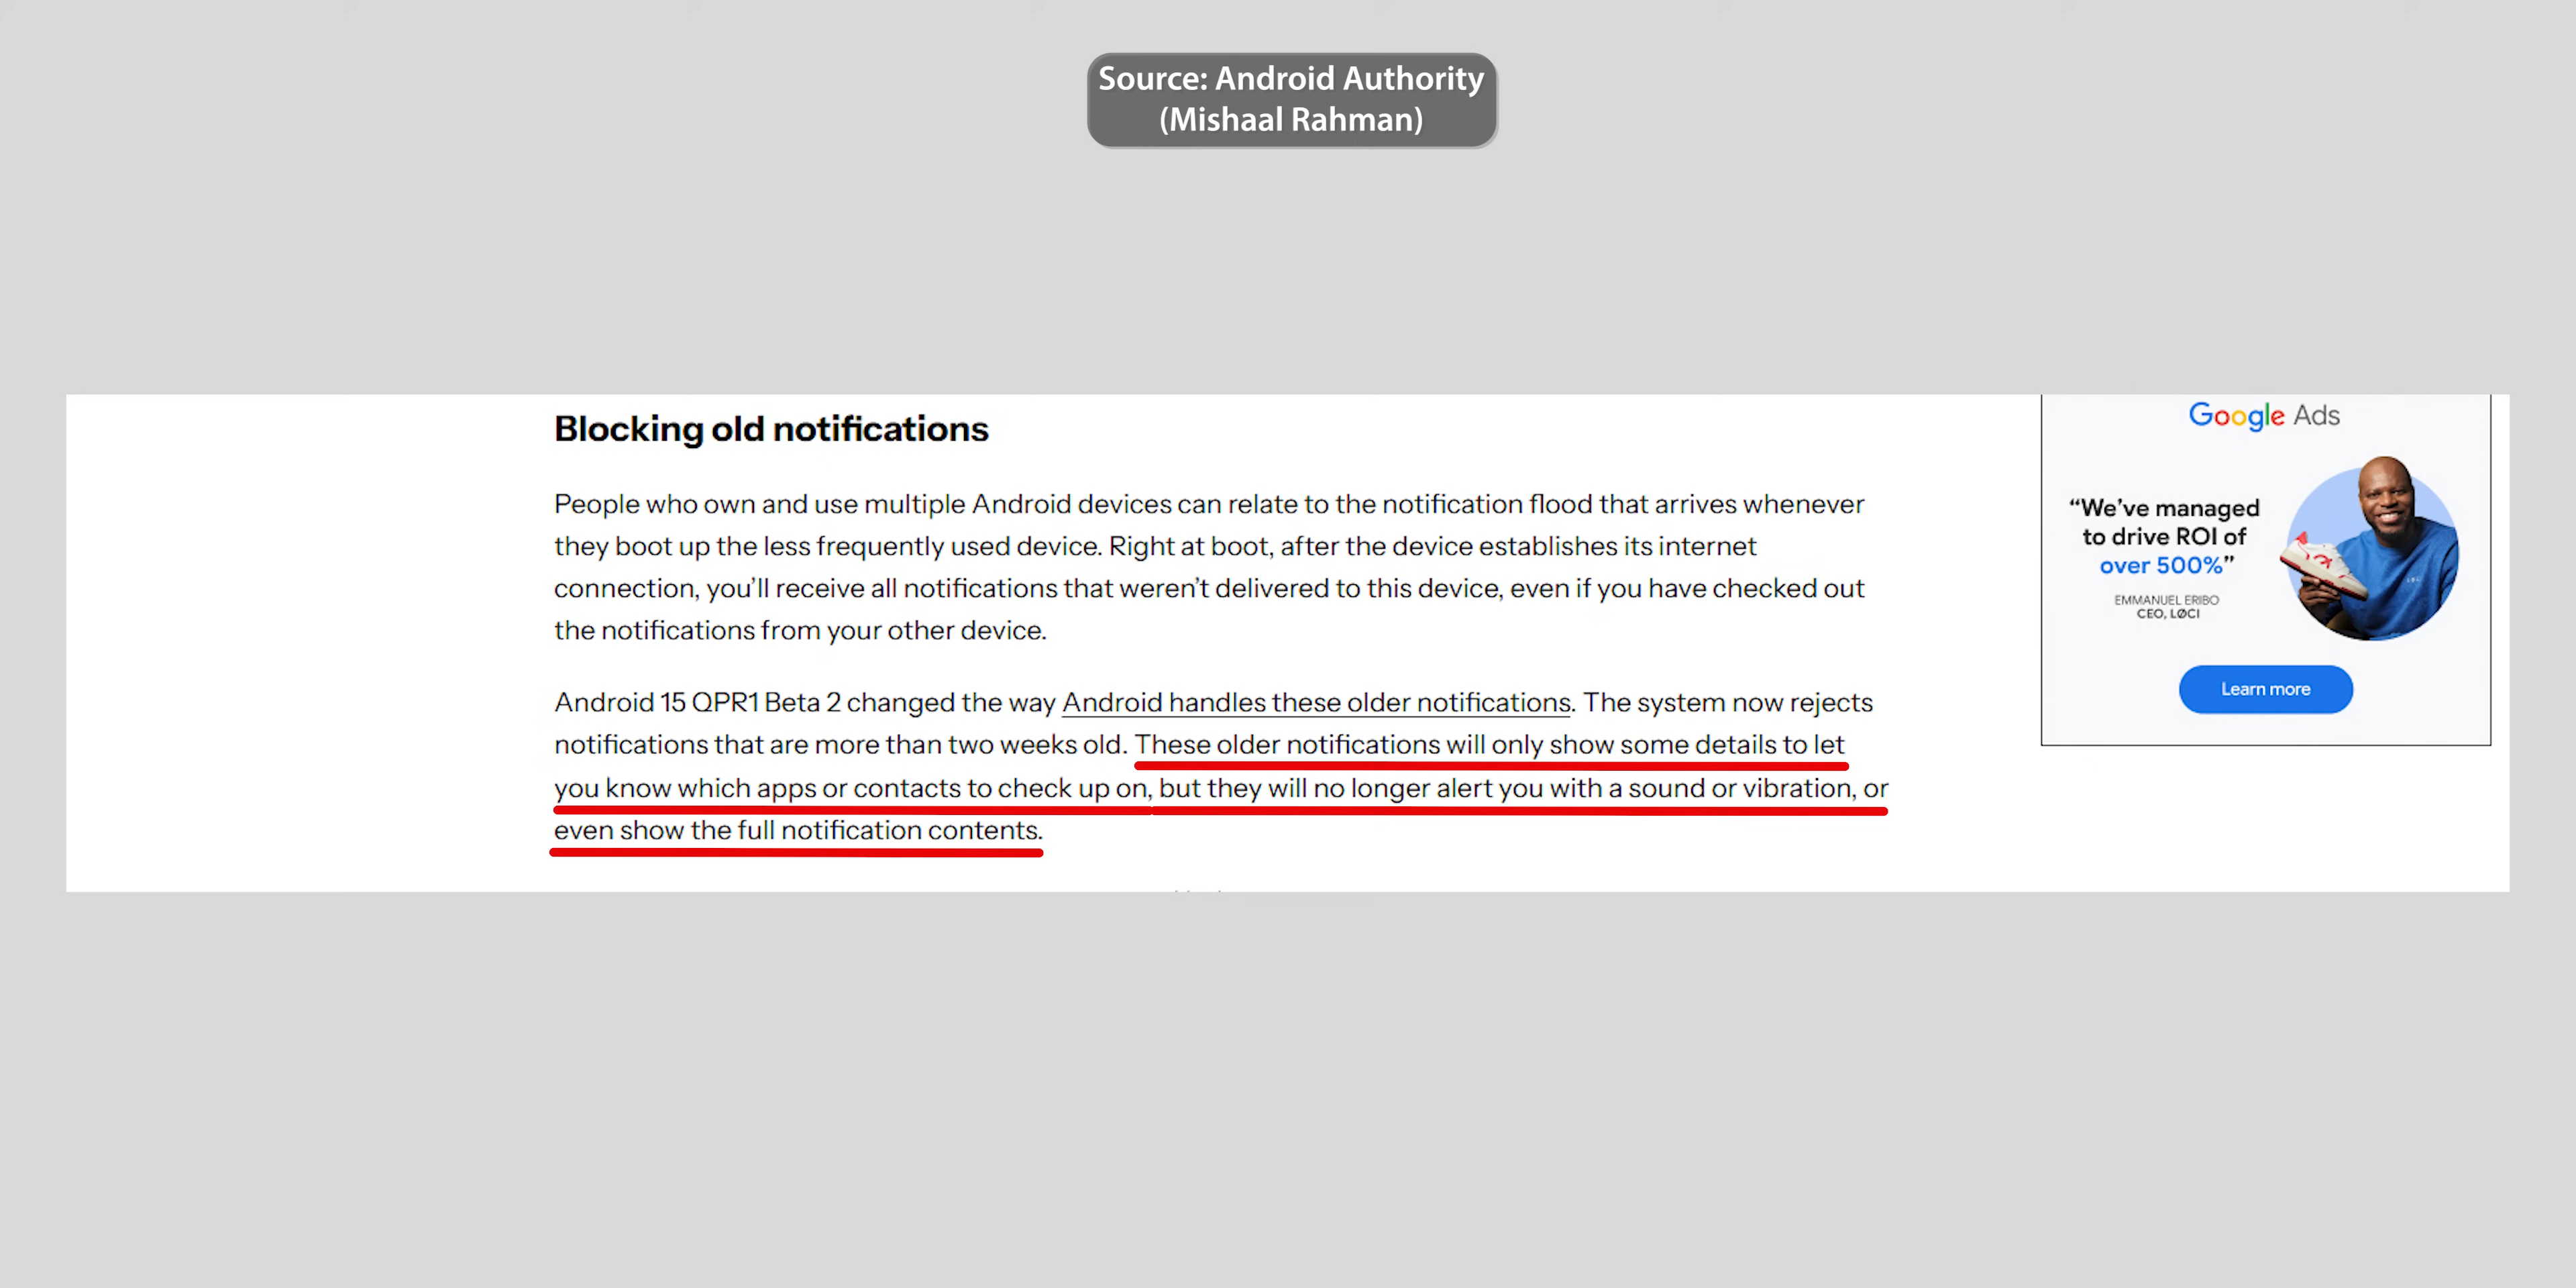 Source: Android Authority
(Mishaal Rahman)
Blocking old notifications
People who own and use multiple Android devices can relate to the notification flood that arrives whenever
they boot up the less frequently used device. Right at boot, after the device establishes its internet
connection, you’ll receive all notifications that weren’t delivered to this device, even if you have checked out
the notifications from your other device.
Android 15 QPR1 Beta 2 changed the way Android handles these older notifications. The system now rejects
notifications that are more than two weeks old. These older notifications will only show some details to let
you know which apps or contacts to check up on, but they will no longer alert you with a sound or vibration, or
even show the full notification contents.
Google Ads
“We’ve managed
to drive ROI of
over 500%”
EMMANUEL ERIBO
CEO, LØCI
Learn more